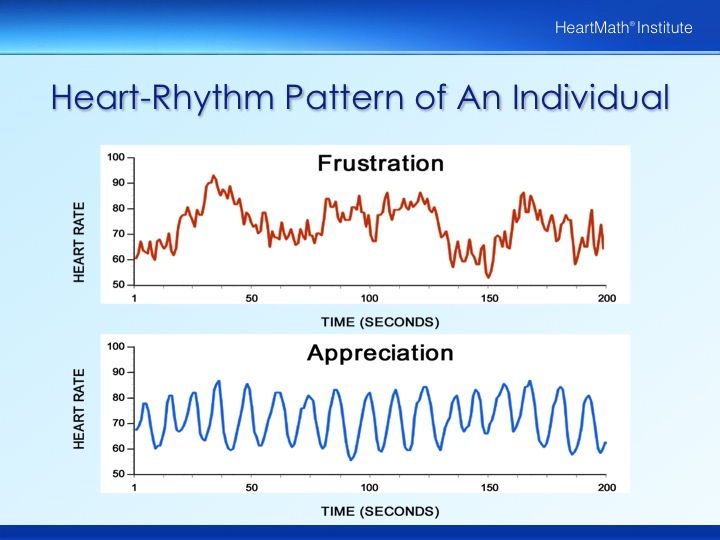 HeartMath® Institute
Heart-Rhythm Pattern of An Individual
Frustration
HEART RATE
100
90
80
70
60
50
1 50 100 150 200
TIME (SECONDS)
Appreciation
HEART RATE
100
90
80
70
60
50
1 50 100 150 200
TIME (SECONDS)